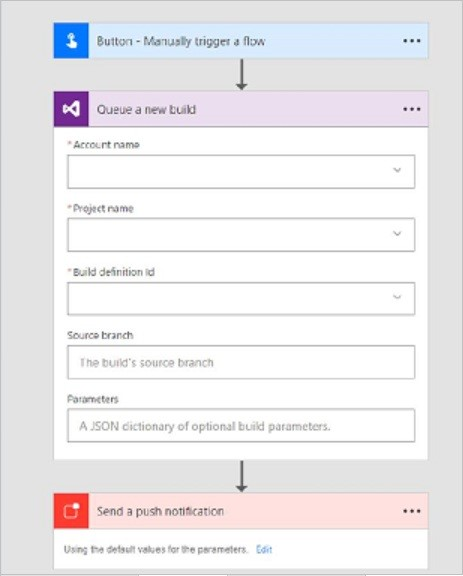 Button - Manually trigger a flow
Queue a new build
*Account name
*Project name
*Build definition Id
Source branch
The build's source branch
Parameters
A JSON dictionary of optional build parameters.
Send a push notification
Using the default values for the parameters. Edit